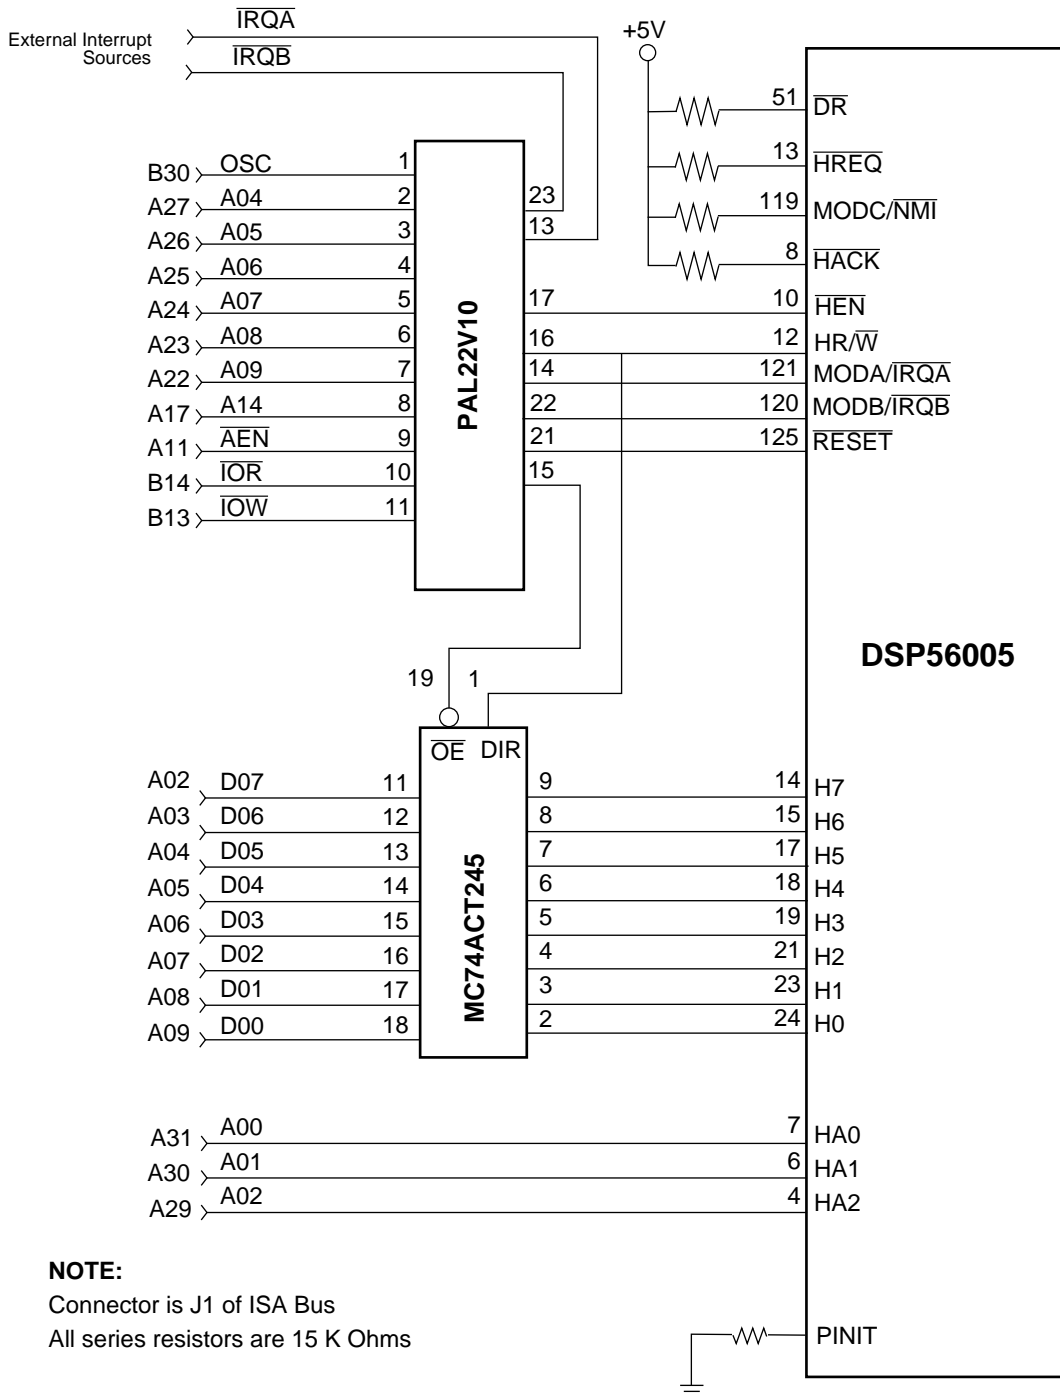 IRQA
External Interrupt
Sources
IRQB
+5V
51 DR
13 HREQ
119 MODC/NMI
8 HACK
B30 OSC 1
A27 A04 2 23
A26 A05 3 13
A25 A06 4
A24 A07 5 17 10 HEN
A23 A08 6 16 12 HR/W
A22 A09 7 14 121 MODA/IRQA
A17 A14 8 22 120 MODB/IRQB
A11 AEN 9 21 125 RESET
B14 IOR 10 15
B13 IOW 11
PAL22V10
DSP56005
19 1
OE DIR
A02 D07 11 9 14 H7
A03 D06 12 8 15 H6
A04 D05 13 7 17 H5
A05 D04 14 6 18 H4
A06 D03 15 5 19 H3
A07 D02 16 4 21 H2
A08 D01 17 3 23 H1
A09 D00 18 2 24 H0
MC74ACT245
A31 A00 7 HA0
A30 A01 6 HA1
A29 A02 4 HA2
NOTE:
Connector is J1 of ISA Bus
All series resistors are 15 K Ohms
PINIT